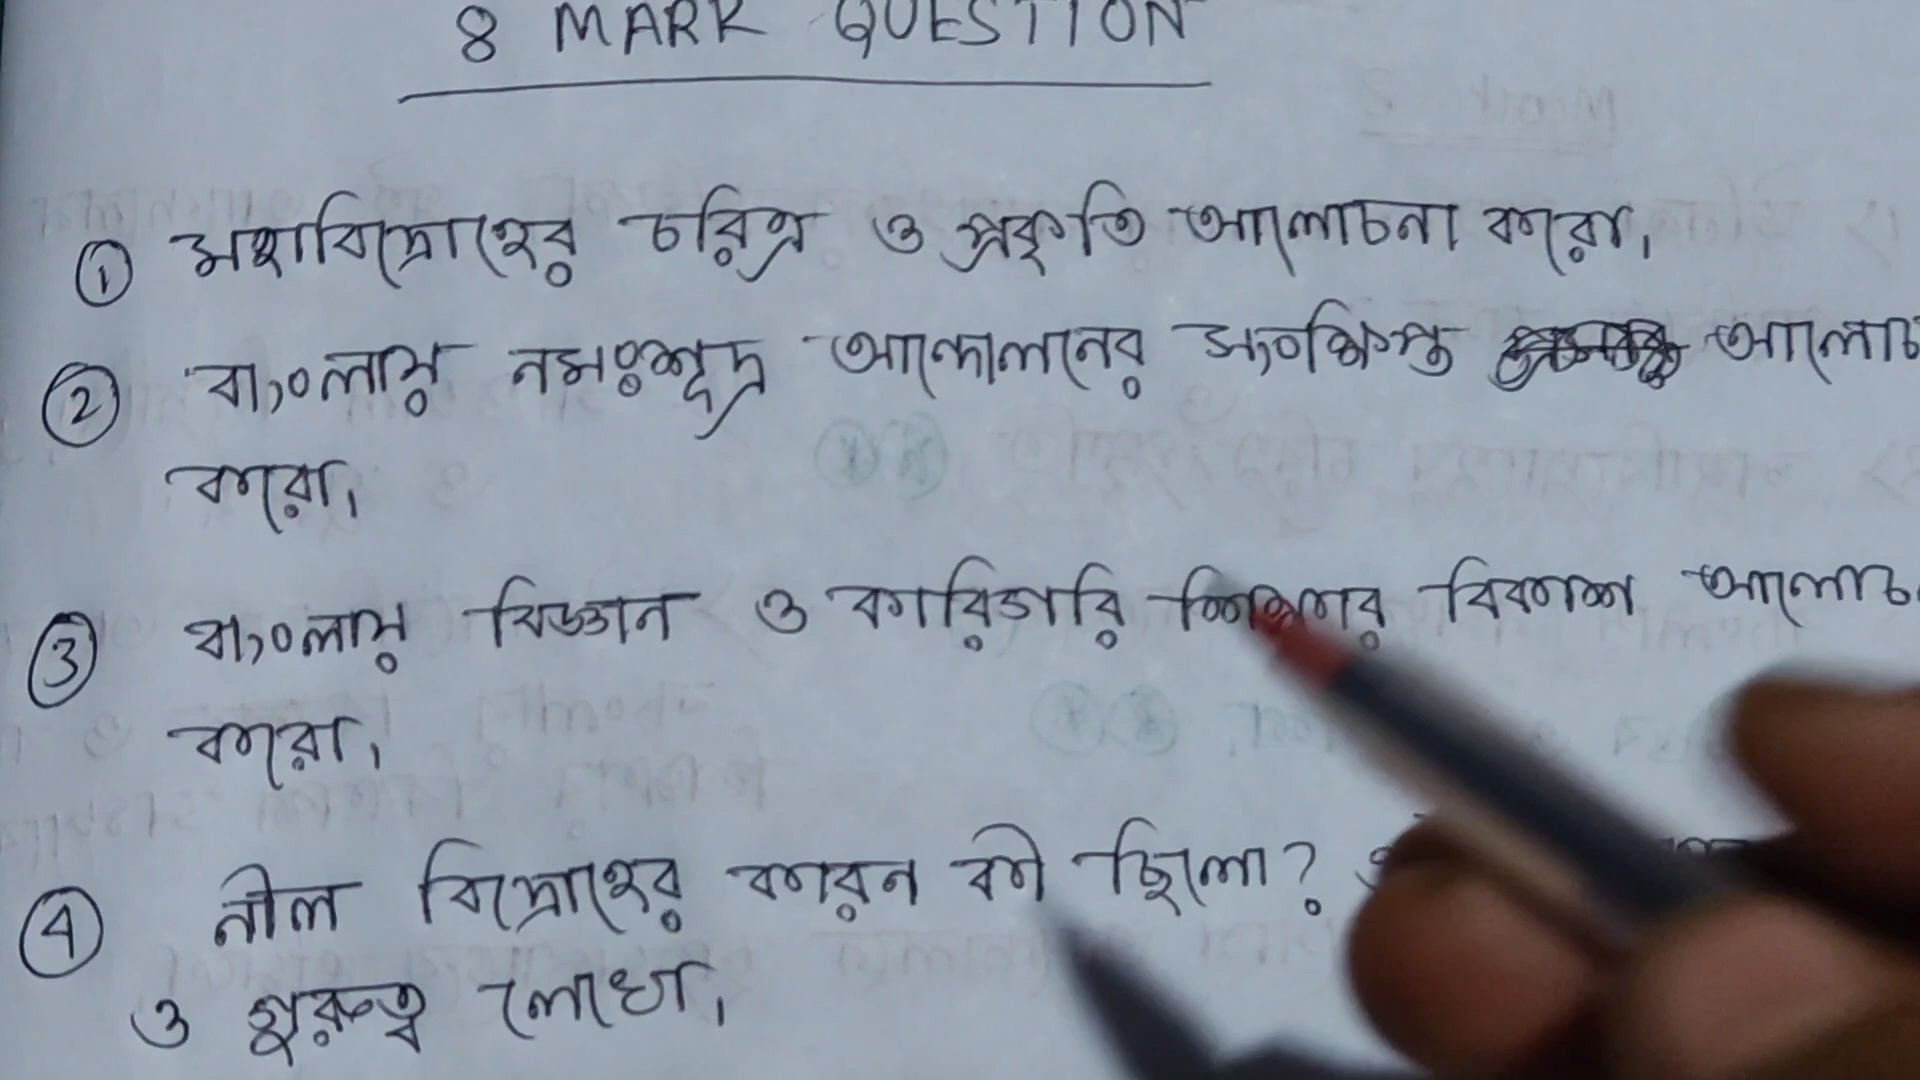 8 MARK QUESTION
① মহাবিদ্রোহের চরিত্র ও প্রকৃতি আলোচনা করো।
② বাংলায় নমঃশূদ্র আন্দোলনের সংক্ষিপ্ত আলোচ
করো।
③ বাংলায় বিজ্ঞান ও কারিগরি শিক্ষার বিকাশ আলোচ
করো।
④ নীল বিদ্রোহের কারন কী ছিলো?
ও গুরুত্ব লেখো।